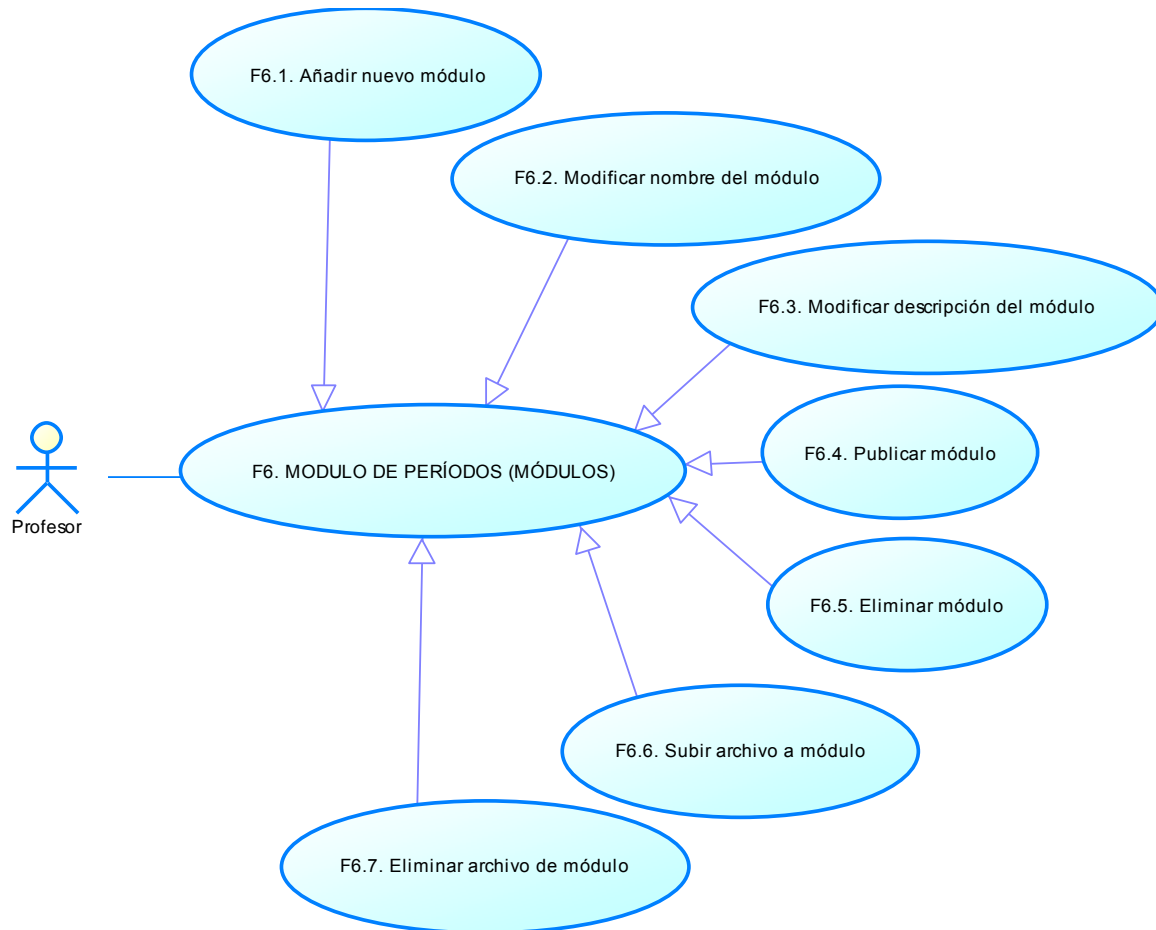 F6.1. Añadir nuevo módulo
F6.2. Modificar nombre del módulo
F6.3. Modificar descripción del módulo
F6.4. Publicar módulo
F6. MODULO DE PERÍODOS (MÓDULOS)
Profesor
F6.5. Eliminar módulo
F6.6. Subir archivo a módulo
F6.7. Eliminar archivo de módulo